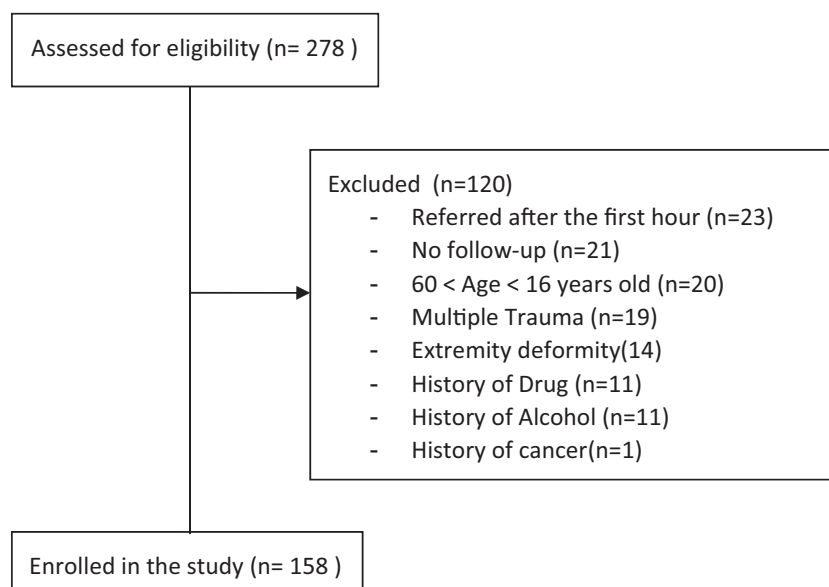 Assessed for eligibility (n= 278 )
Excluded  (n=120)
- Referred after the first hour (n=23)
- No follow-up (n=21)
- 60 < Age < 16 years old (n=20)
- Multiple Trauma (n=19)
- Extremity deformity(14)
- History of Drug (n=11)
- History of Alcohol (n=11)
- History of cancer(n=1)
Enrolled in the study (n= 158 )